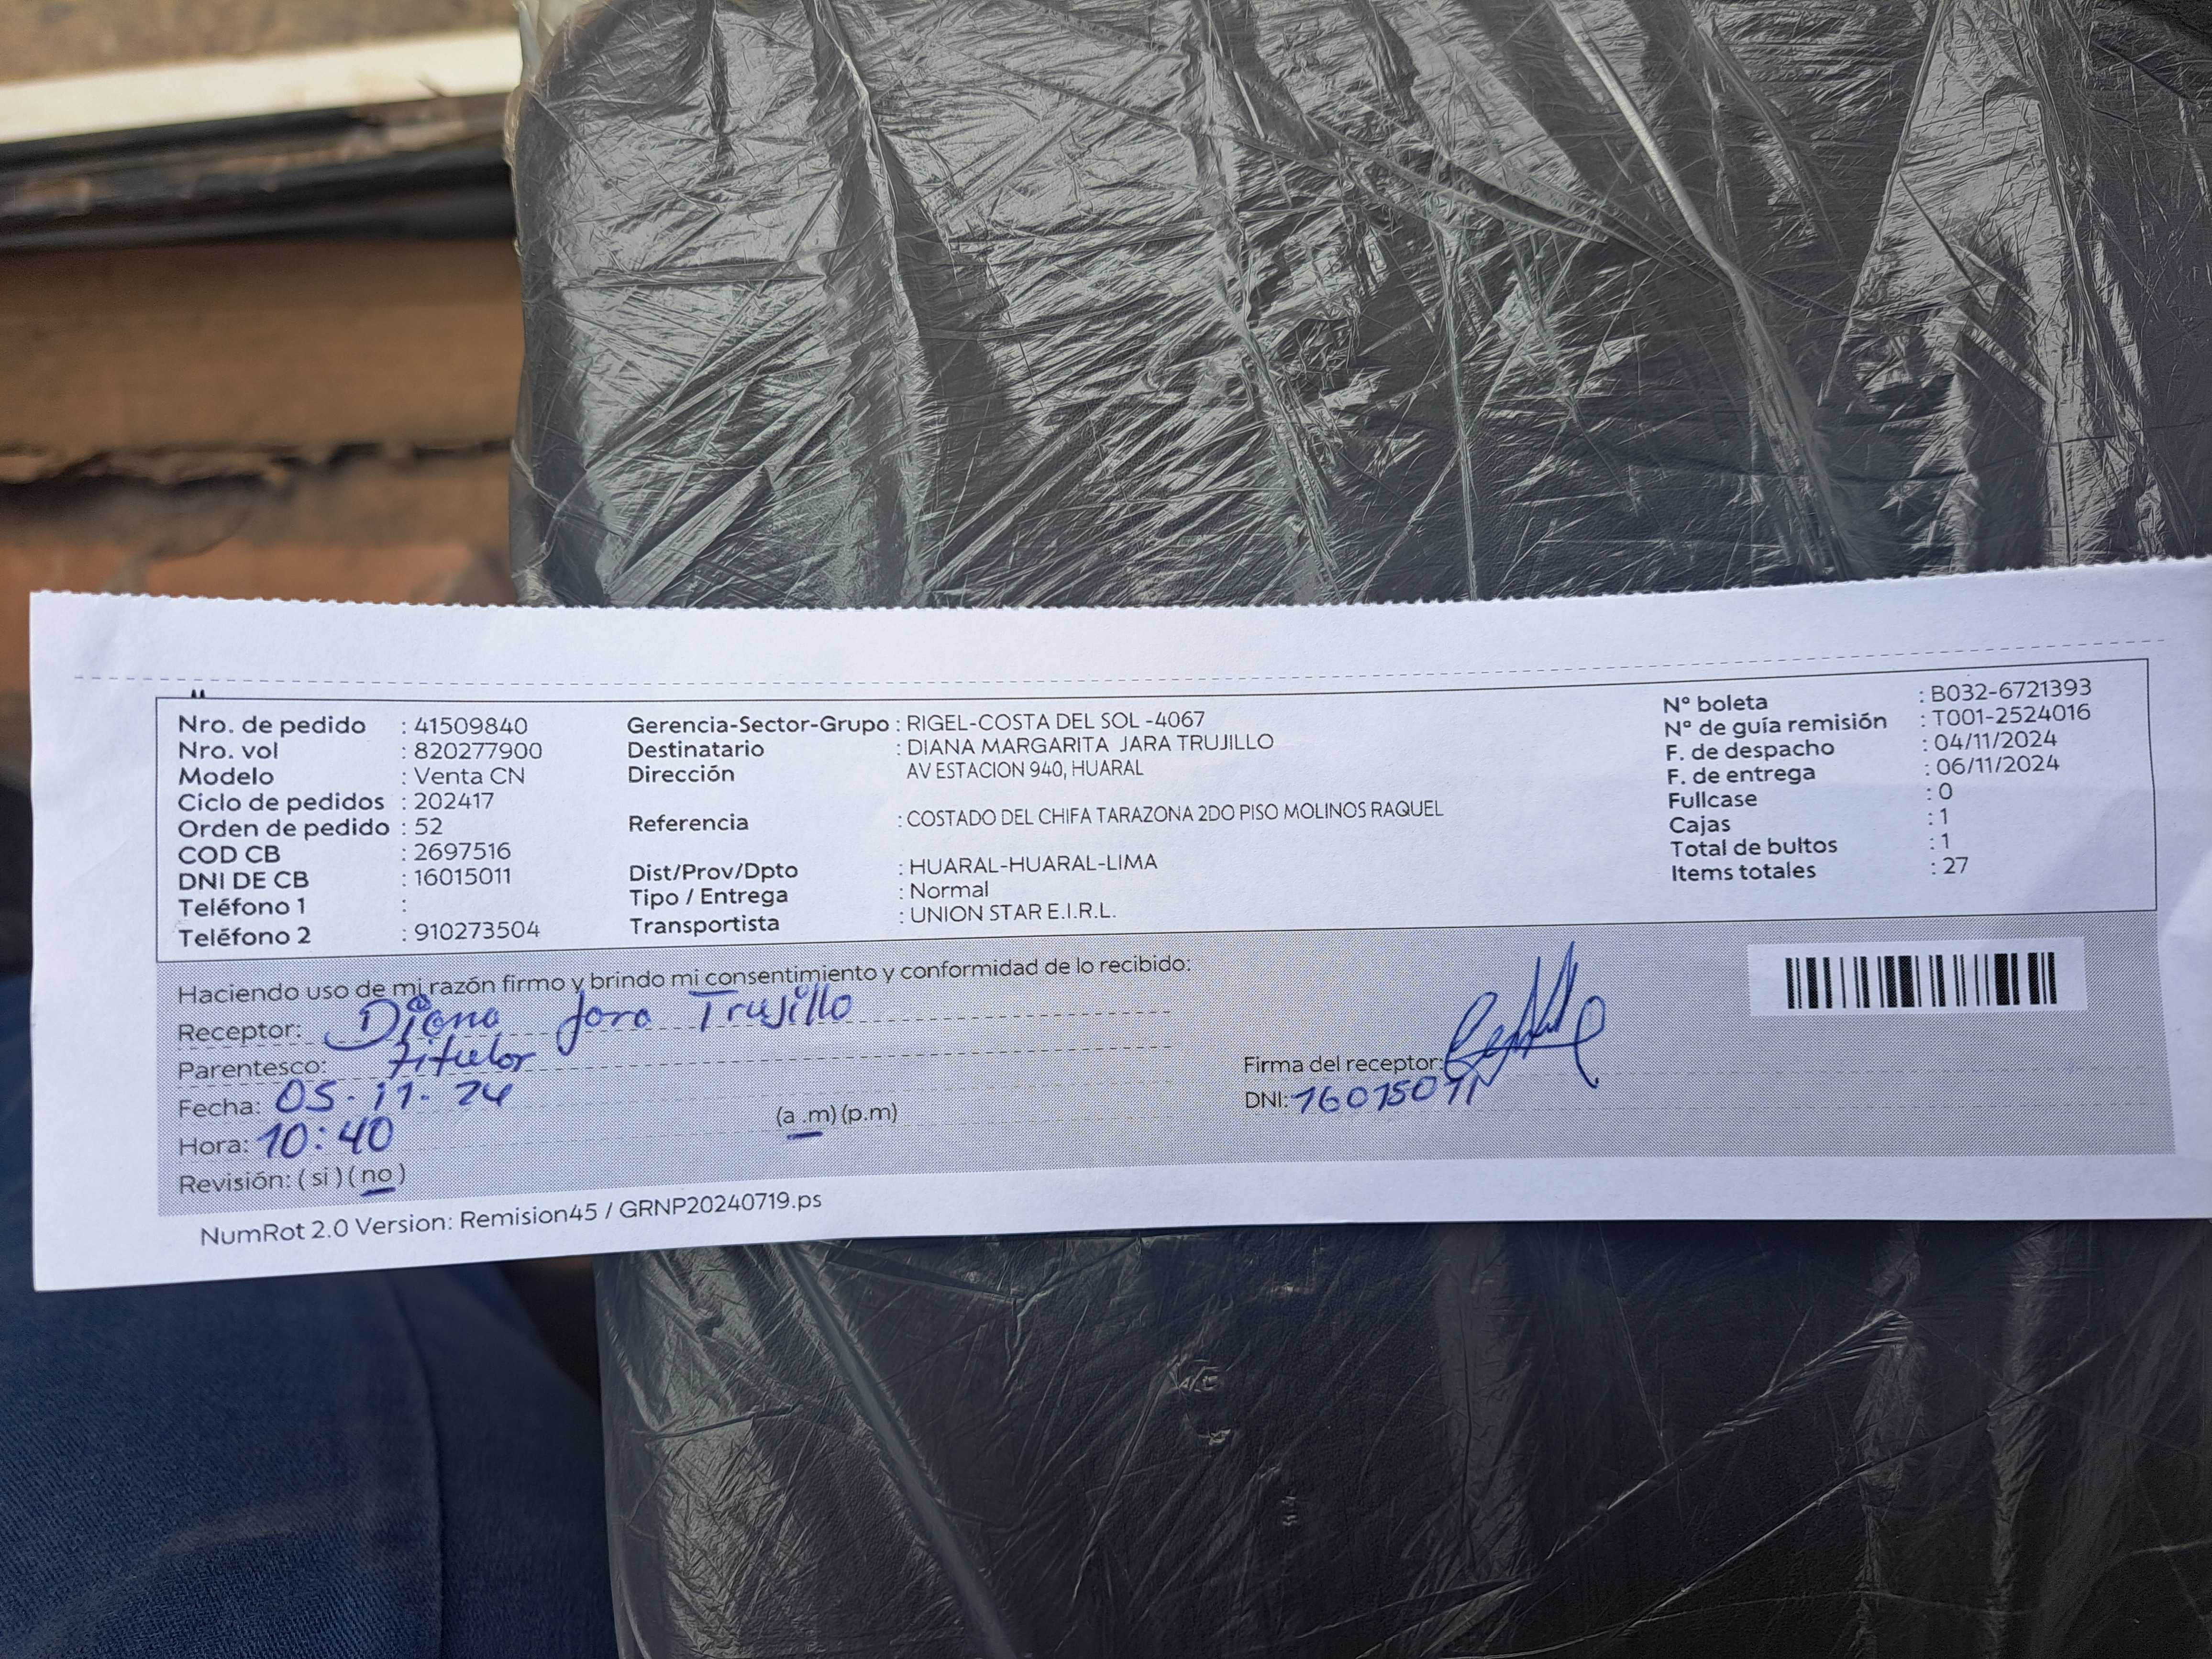 Nro. de pedido : 41509840
Nro. vol : 820277900
Modelo : Venta CN
Ciclo de pedidos : 202417
Orden de pedido : 52
COD CB : 2697516
DNI DE CB : 16015011
Teléfono 1 :
Teléfono 2 : 910273504
Gerencia-Sector-Grupo : RIGEL-COSTA DEL SOL -4067
Destinatario : DIANA MARGARITA JARA TRUJILLO
Dirección AV ESTACION 940, HUARAL
Referencia : COSTADO DEL CHIFA TARAZONA 2DO PISO MOLINOS RAQUEL
Dist/Prov/Dpto : HUARAL-HUARAL-LIMA
Tipo / Entrega : Normal
Transportista : UNION STAR E.I.R.L.
Nº boleta : B032-6721393
Nº de guía remisión : T001-2524016
F. de despacho : 04/11/2024
F. de entrega : 06/11/2024
Fullcase : 0
Cajas : 1
Total de bultos : 1
Items totales : 27
Haciendo uso de mi razón firmo y brindo mi consentimiento y conformidad de lo recibido:
Receptor: Diana Jara Trujillo
Parentesco: titular
Fecha: 05.11.24
Hora: 10:40 (a .m) (p.m)
Revisión: ( si ) ( no )
Firma del receptor:
DNI: 16015011
NumRot 2.0 Version: Remision45 / GRNP20240719.ps